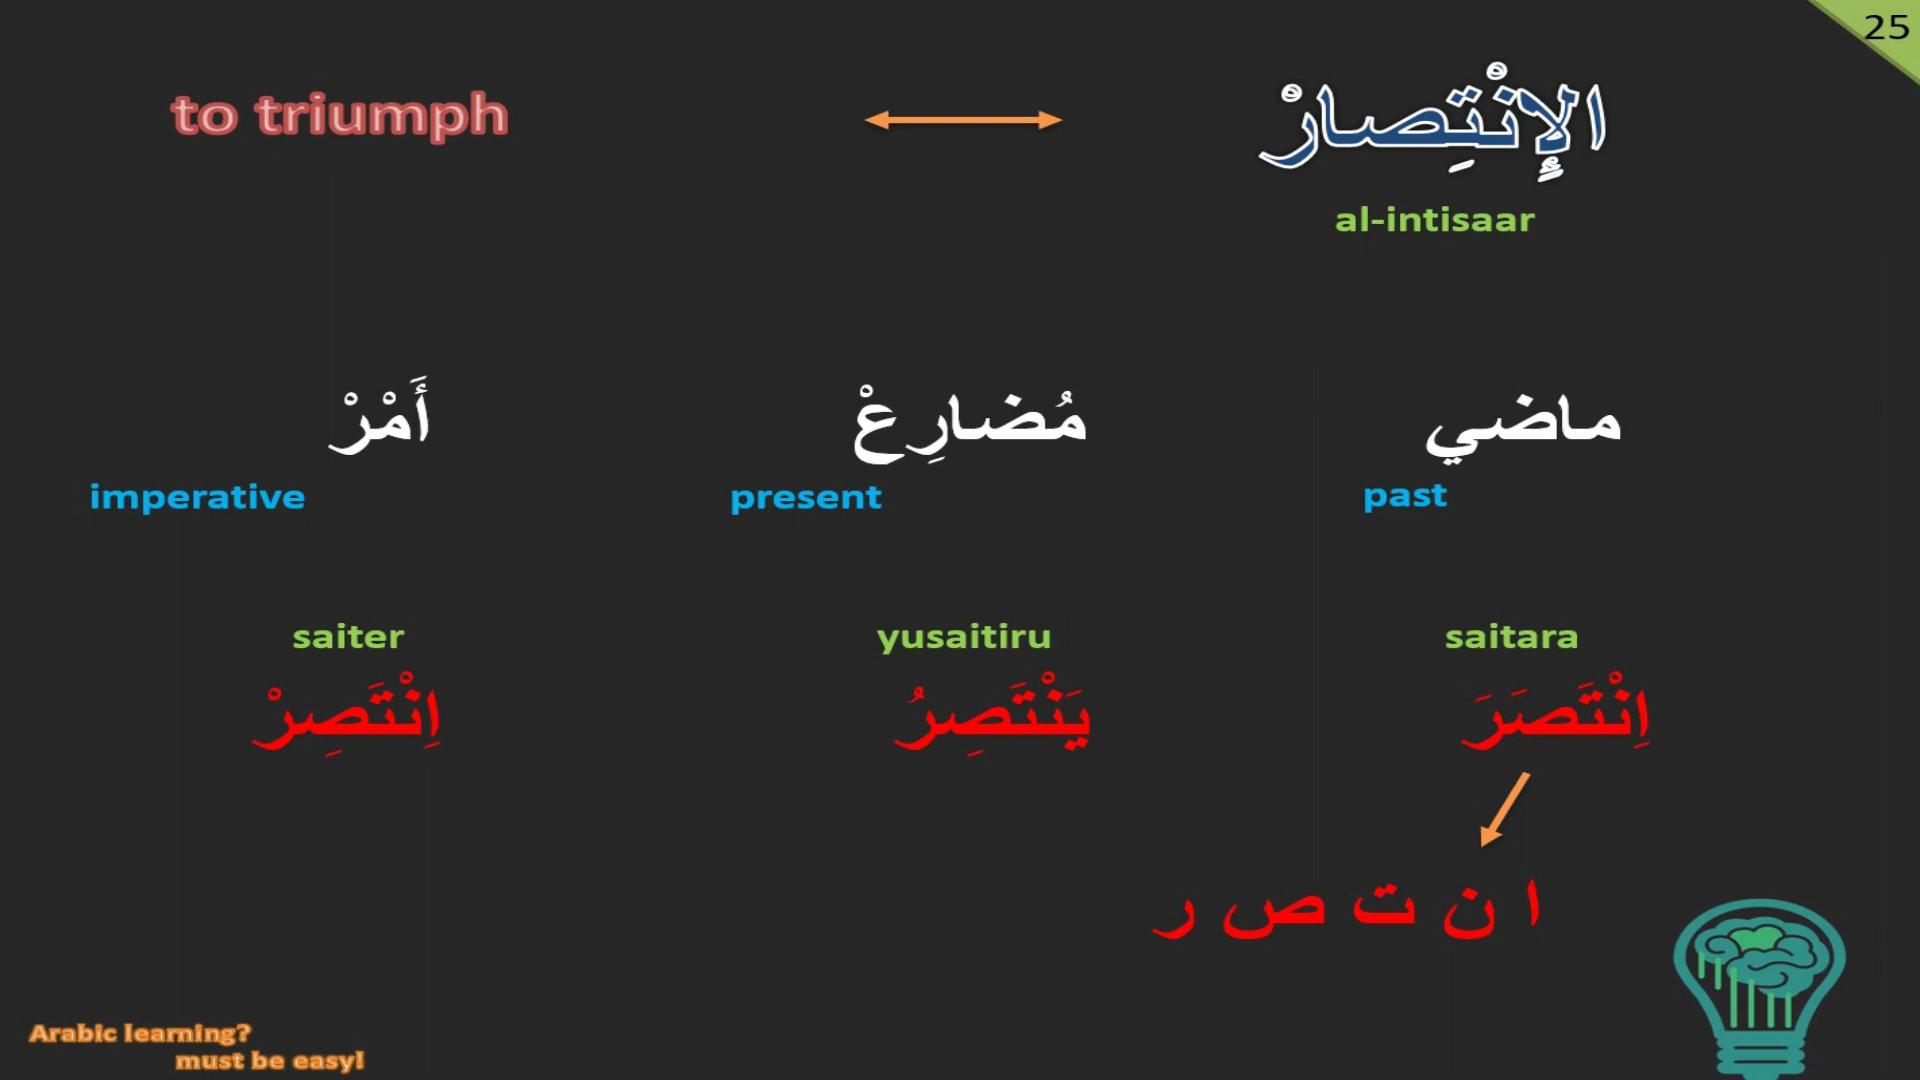 25
to triumph
الإِنْتِصارْ
al-intisaar
ماضي
مُضارِعْ
أَمْرْ
past
present
imperative
saitara
yusaitiru
saiter
اِنْتَصَرَ
يَنْتَصِرُ
اِنْتَصِرْ
ا ن ت ص ر
Arabic learning?
must be easy!